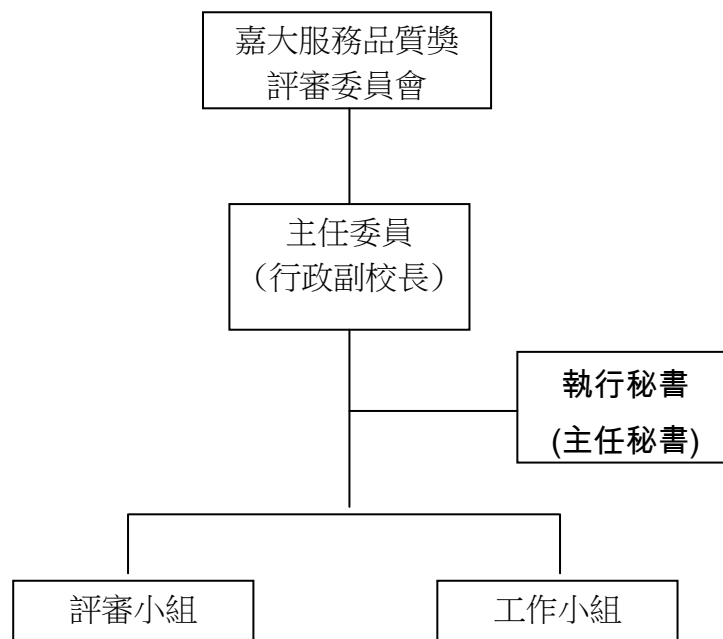 嘉大服務品質獎
評審委員會
主任委員
（行政副校長）
執行秘書
(主任秘書)
評審小組
工作小組